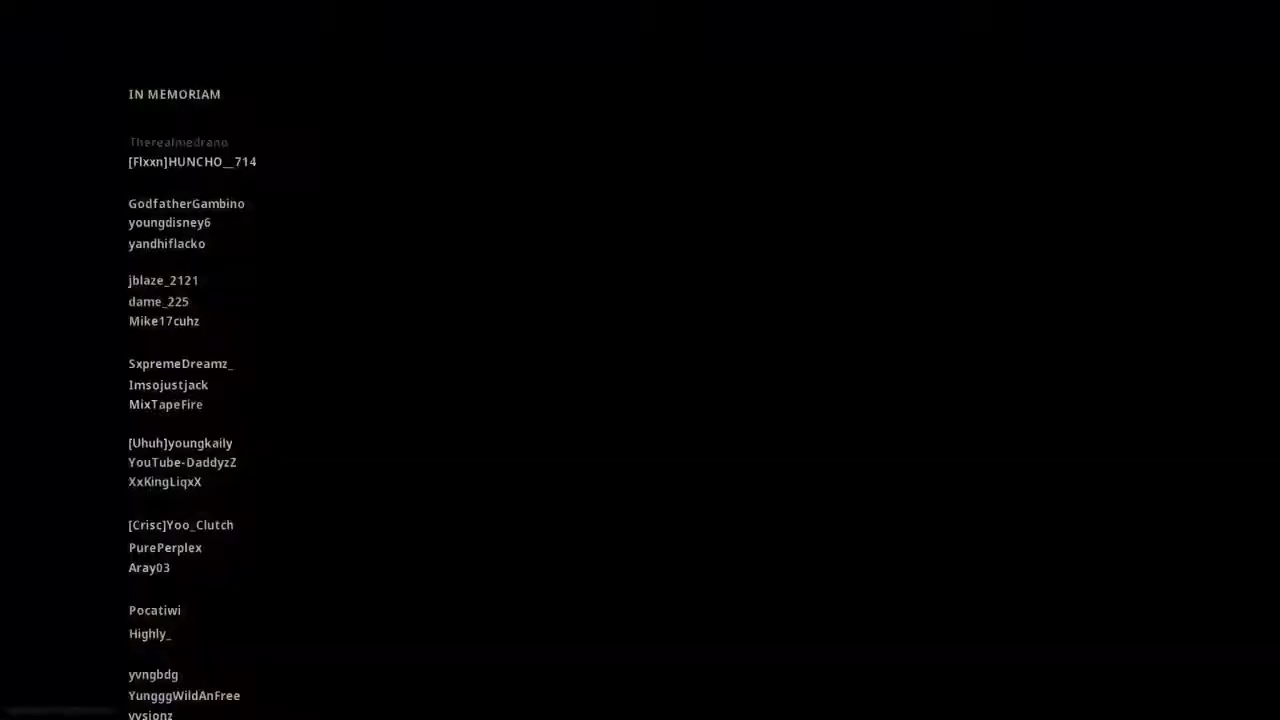 IN MEMORIAM
Therealmedrano
[Flxxn]HUNCHO__714
GodfatherGambino
youngdisney6
yandhiflacko
jblaze_2121
dame_225
Mike17cuhz
SxpremeDreamz_
Imsojustjack
MixTapeFire
[Uhuh]youngkaily
YouTube-DaddyzZ
XxKingLiqxX
[Crisc]Yoo_Clutch
PurePerplex
Aray03
Pocatiwi
Highly_
yvngbdg
YungggWildAnFree